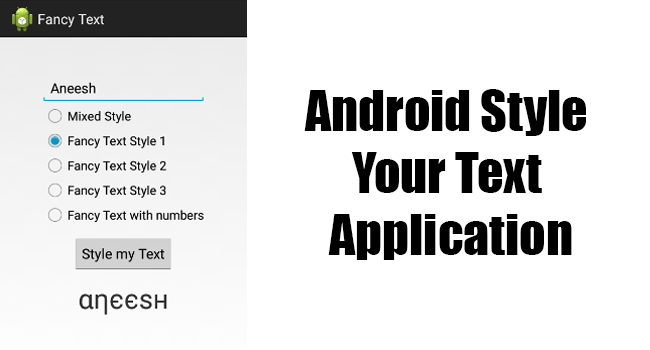 Fancy Text
Aneesh
Mixed Style
Fancy Text Style 1
Fancy Text Style 2
Fancy Text Style 3
Fancy Text with numbers
Style my Text
αηєєѕн
Android Style
Your Text
Application